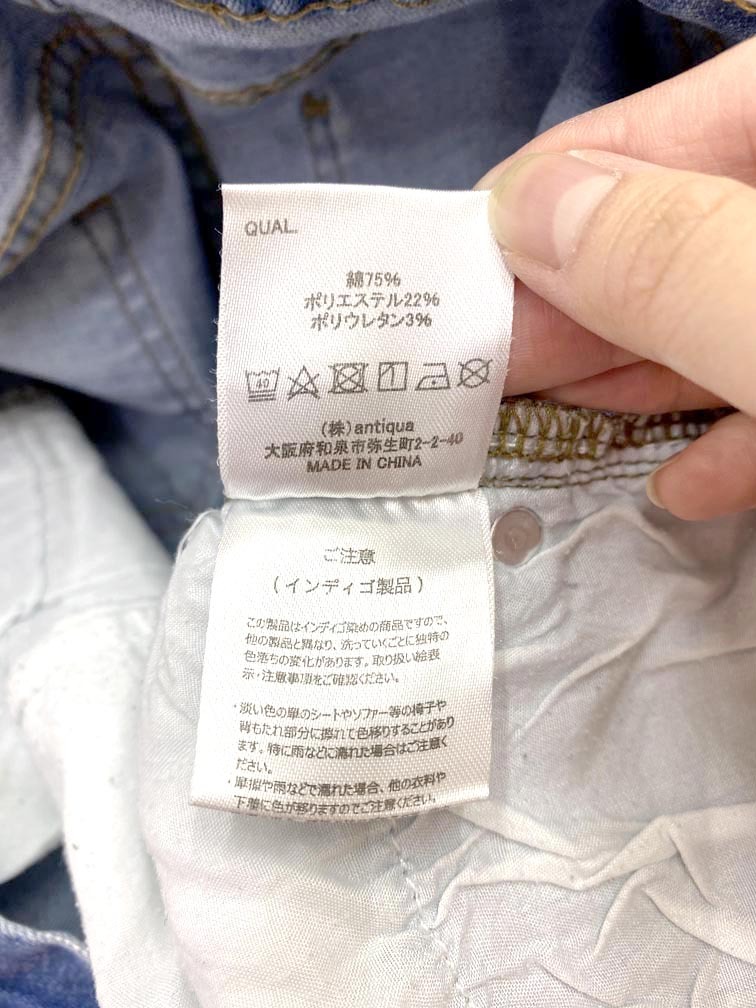 QUAL.
綿75%
ポリエステル22%
ポリウレタン3%
40
(株)antiqua
大阪府和泉市弥生町2-2-40
MADE IN CHINA
ご注意
(インディゴ製品)
この製品はインディゴ染めの商品ですので、
他の製品と異なり、洗っていくごとに独特の
色落ちの変化があります。取り扱い絵表
示・注意事項をご確認ください。
・淡い色の車のシートやソファー等の椅子や
背もたれ部分に擦れて色移りすることがあり
ます。特に雨などに濡れた場合はご注意く
ださい。
・摩擦や雨などで濡れた場合、他の衣料や
下着に色が移りますのでご注意ください。